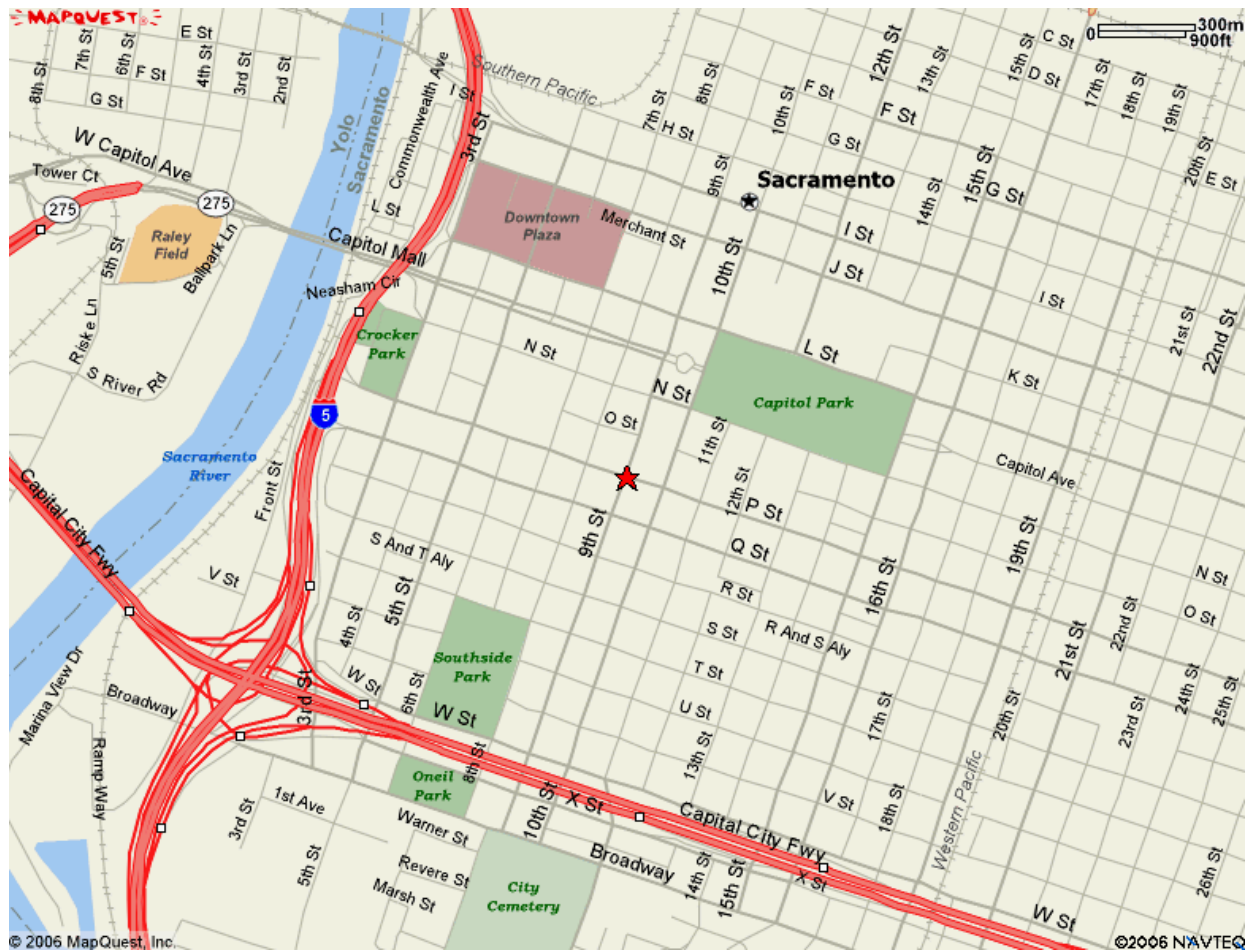 MAPQUEST
300m
0
900ft
E St
8th St
7th St
6th St
F St
4th St
3rd St
2nd St
G St
Southern Pacific
Commonwealth Ave
I St
3rd St
12th St
13th St
15th St
C St
D St
17th St
18th St
19th St
8th St
7th St
10th St
F St
F St
H St
G St
Yolo
Sacramento
W Capitol Ave
Tower Ct
275
275
9th St
Sacramento
14th St
15th St
G St
20th St
E St
L St
Downtown
Plaza
Merchant St
I St
Raley
Field
5th St
Ballpark Ln
Capitol Mall
10th St
J St
I St
Neasham Cir
Riske Ln
S River Rd
Crocker
Park
N St
L St
21st St
22nd St
N St
K St
Capitol Park
O St
5
11th St
Sacramento
River
Front St
Capitol Ave
12th St
P St
Capital City Fwy
9th St
Q St
19th St
S And T Aly
V St
R St
16th St
N St
O St
4th St
5th St
S St
R And S Aly
22nd St
21st St
Southside
Park
T St
Marina View Dr
Broadway
3rd St
W St
6th St
W St
U St
17th St
20th St
23rd St
24th St
25th St
Ramp Way
8th St
13th St
Oneil
Park
Western Pacific
1st Ave
3rd St
10th St
X St
Capital City Fwy
V St
18th St
Warner St
Broadway
5th St
Revere St
14th St
15th St
X St
26th St
Marsh St
City
Cemetery
W St
© 2006 MapQuest, Inc.
©2006 NAVTEQ